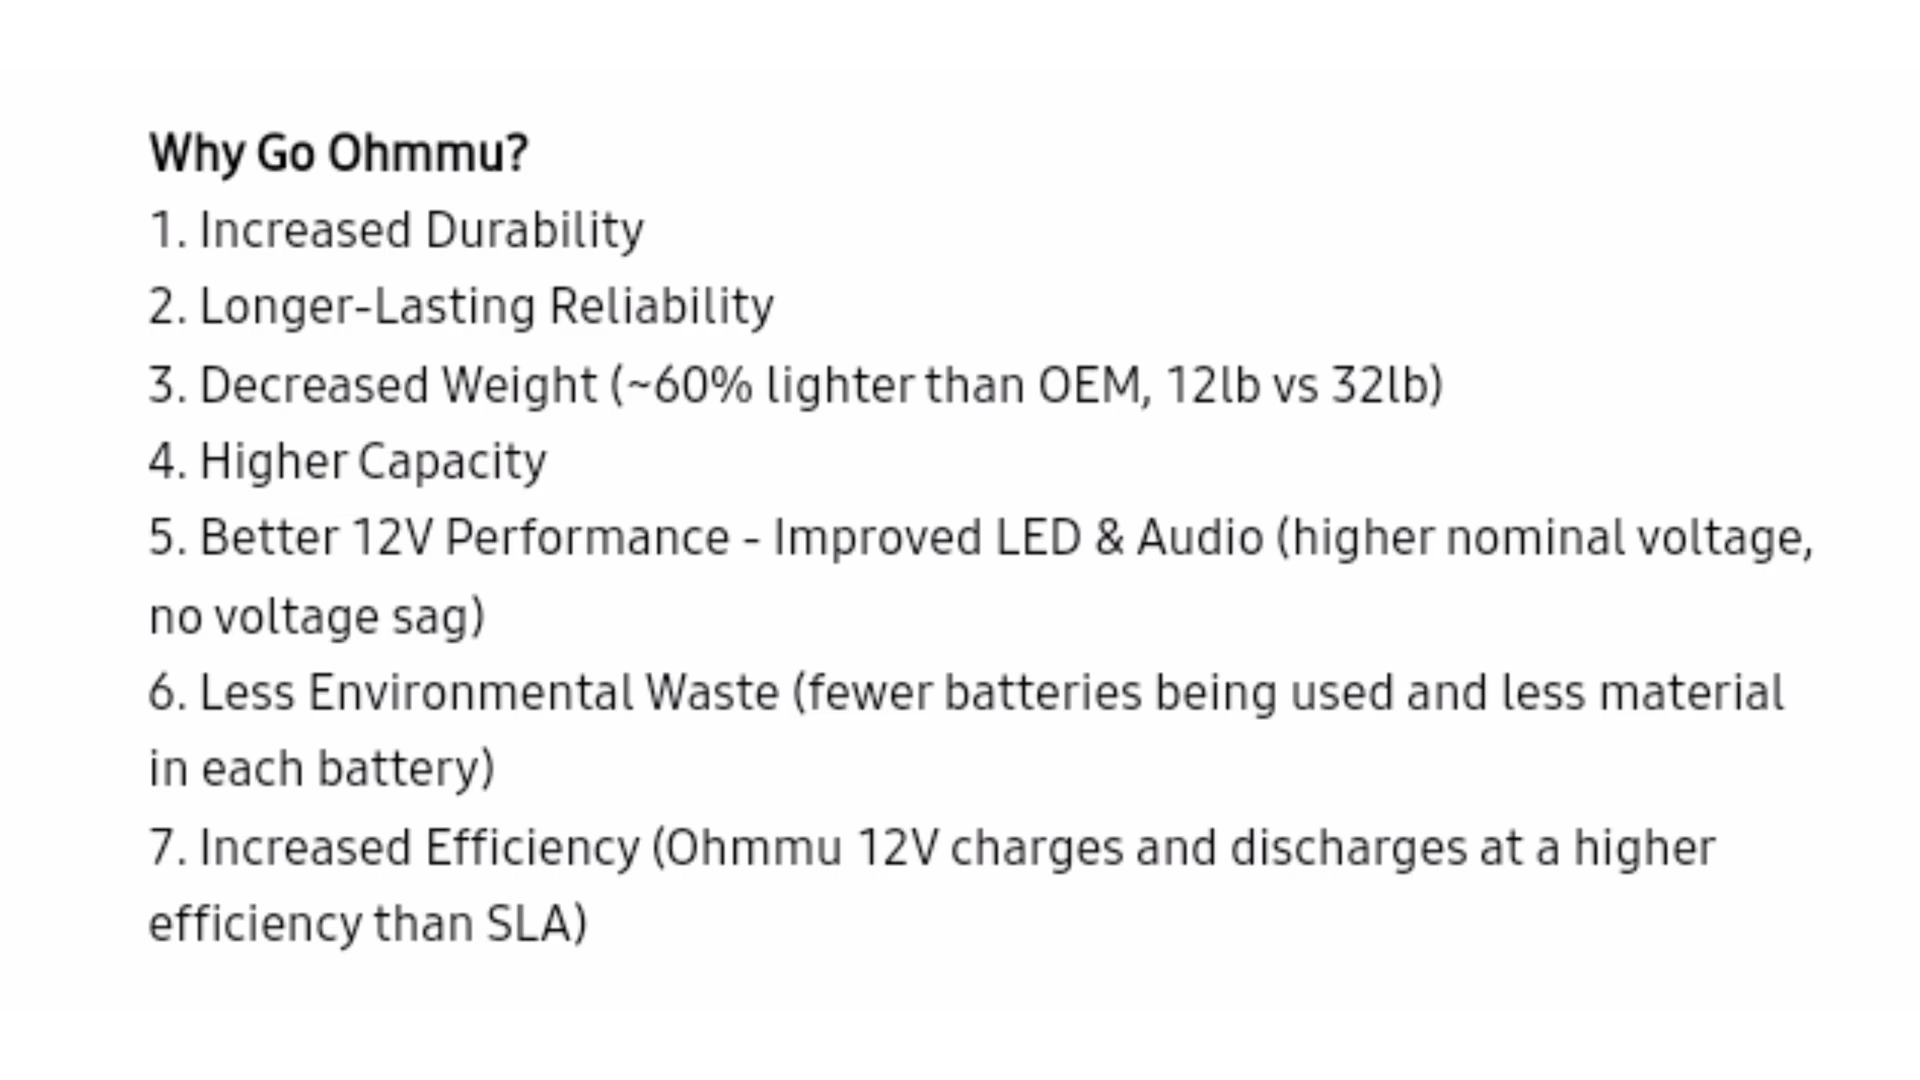 Why Go Ohmmu?
1. Increased Durability
2. Longer-Lasting Reliability
3. Decreased Weight (~60% lighter than OEM, 12lb vs 32lb)
4. Higher Capacity
5. Better 12V Performance - Improved LED & Audio (higher nominal voltage,
no voltage sag)
6. Less Environmental Waste (fewer batteries being used and less material
in each battery)
7. Increased Efficiency (Ohmmu 12V charges and discharges at a higher
efficiency than SLA)